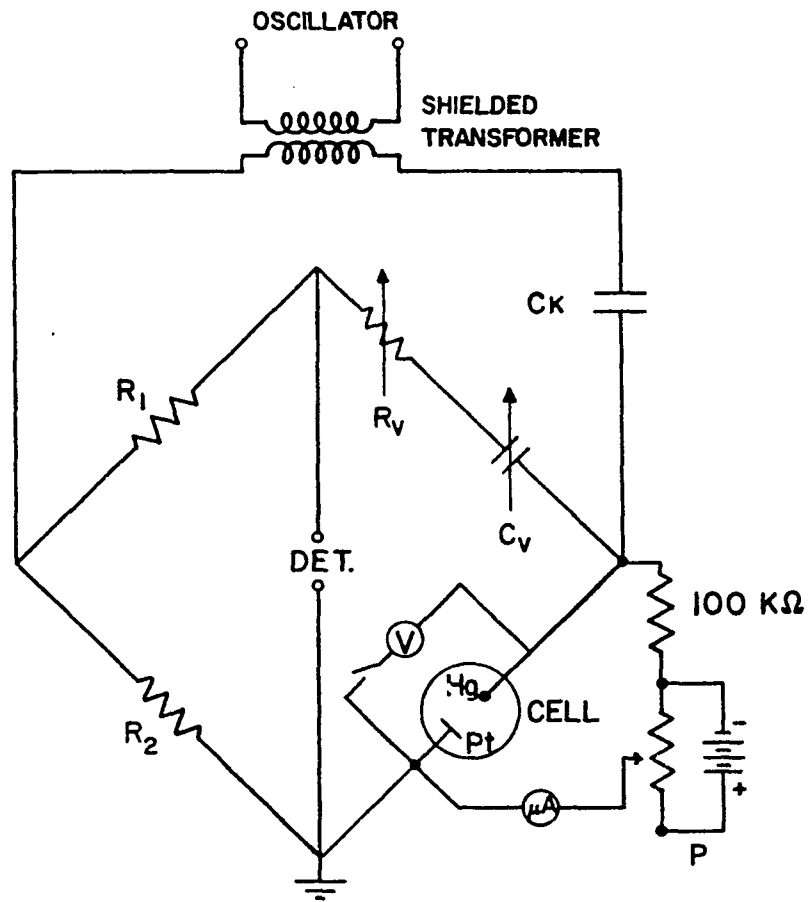 OSCILLATOR
SHIELDED
TRANSFORMER
CK
R1
RV
CV
DET.
100 KΩ
V
Hg
CELL
Pt
R2
-
+
μA
P